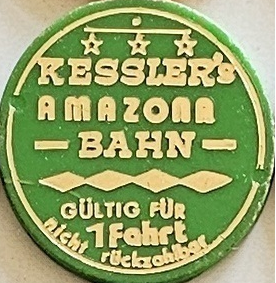 KESSLER's
AMAZONA
— BAHN —
GÜLTIG FÜR
1 Fahrt
nicht rückzahlbar